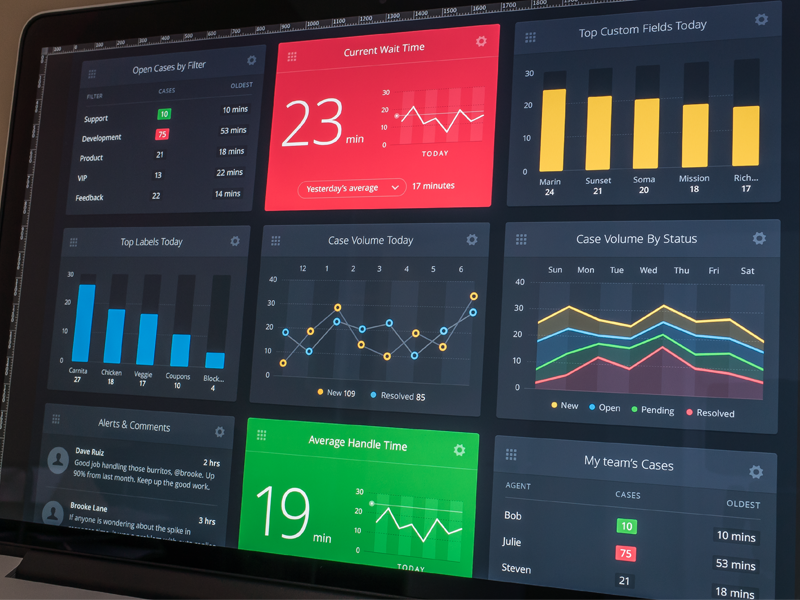 Open Cases by Filter
FILTER CASES OLDEST
Support 10 10 mins
Development 75 53 mins
Product 21 18 mins
VIP 13 22 mins
Feedback 22 14 mins
Current Wait Time
23 min
30
20
10
0
TODAY
Yesterday's average 17 minutes
Top Custom Fields Today
30
20
10
0
Marin Sunset Soma Mission Rich...
24 21 20 18 17
Top Labels Today
30
20
10
0
Carnita Chicken Veggie Coupons Block...
27 18 17 10 4
Case Volume Today
12 1 2 3 4 5 6
40
30
20
10
0
New 109 Resolved 85
Case Volume By Status
Sun Mon Tue Wed Thu Fri Sat
40
30
20
10
0
New Open Pending Resolved
Alerts & Comments
Dave Ruiz 2 hrs
Good job handling those burritos, @brooke. Up
90% from last month. Keep up the good work.
Brooke Lane 3 hrs
If anyone is wondering about the spike in
Average Handle Time
19 min
30
20
10
0
TODAY
My team's Cases
AGENT CASES OLDEST
Bob 10 10 mins
Julie 75 53 mins
Steven 21 18 mins